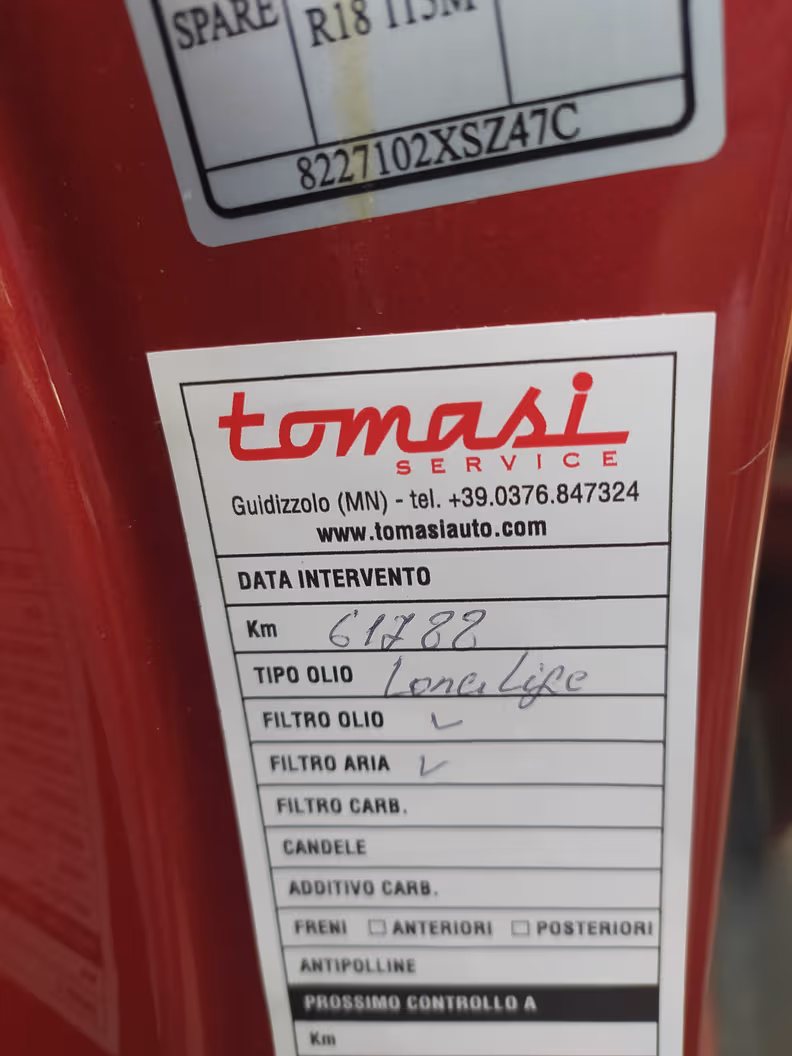 SPARE R18 113M
8227102XSZ47C
tomasi
SERVICE
Guidizzolo (MN) - tel. +39.0376.847324
www.tomasiauto.com
DATA INTERVENTO
Km 61788
TIPO OLIO Long Life
FILTRO OLIO ✓
FILTRO ARIA ✓
FILTRO CARB.
CANDELE
ADDITIVO CARB.
FRENI ☐ ANTERIORI ☐ POSTERIORI
ANTIPOLLINE
PROSSIMO CONTROLLO A
Km